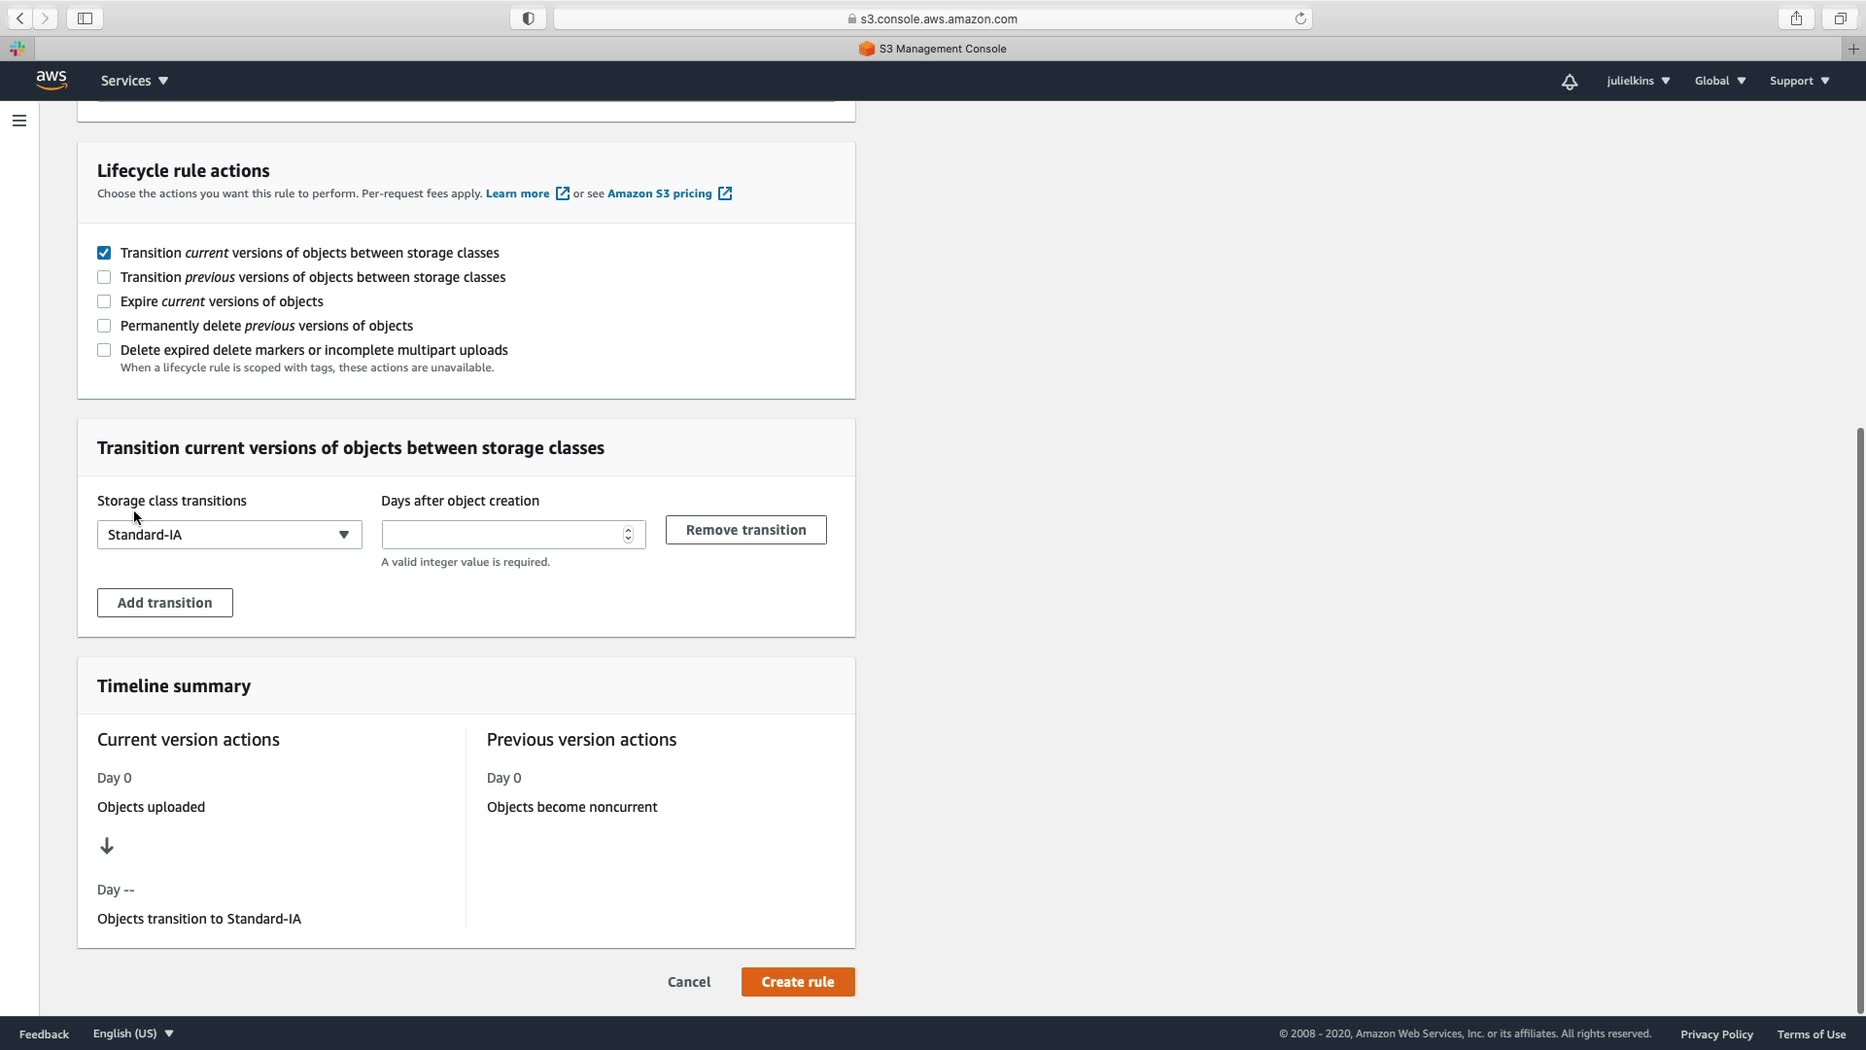 s3.console.aws.amazon.com
S3 Management Console
aws
Services
julielkins
Global
Support
Lifecycle rule actions
Choose the actions you want this rule to perform. Per-request fees apply. Learn more or see Amazon S3 pricing
Transition current versions of objects between storage classes
Transition previous versions of objects between storage classes
Expire current versions of objects
Permanently delete previous versions of objects
Delete expired delete markers or incomplete multipart uploads
When a lifecycle rule is scoped with tags, these actions are unavailable.
Transition current versions of objects between storage classes
Storage class transitions
Days after object creation
Standard-IA
Remove transition
A valid integer value is required.
Add transition
Timeline summary
Current version actions
Day 0
Objects uploaded
Day --
Objects transition to Standard-IA
Previous version actions
Day 0
Objects become noncurrent
Cancel
Create rule
Feedback
English (US)
© 2008 - 2020, Amazon Web Services, Inc. or its affiliates. All rights reserved.
Privacy Policy
Terms of Use